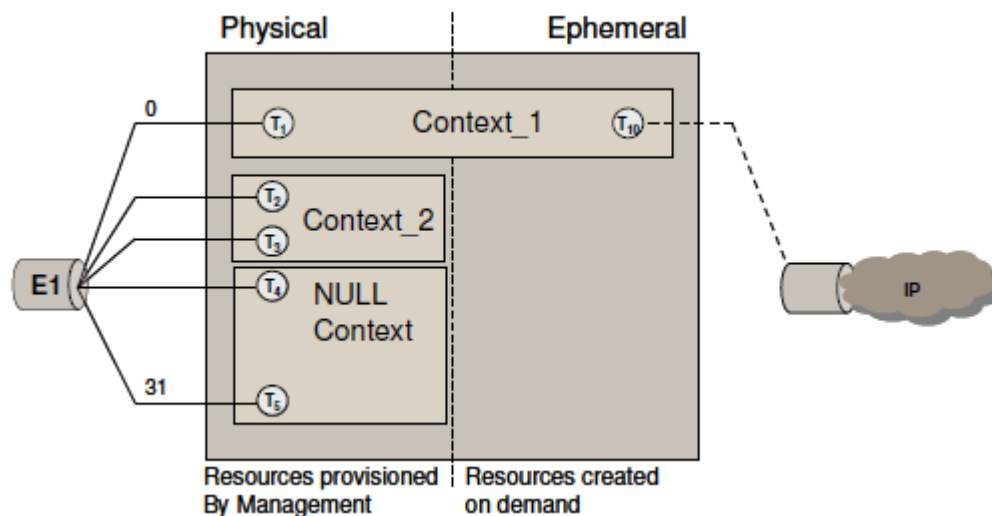 Physical
Ephemeral
0
T1
Context_1
T10
T2
Context_2
T3
E1
T4
NULL
Context
IP
31
T5
Resources provisioned
By Management
Resources created
on demand